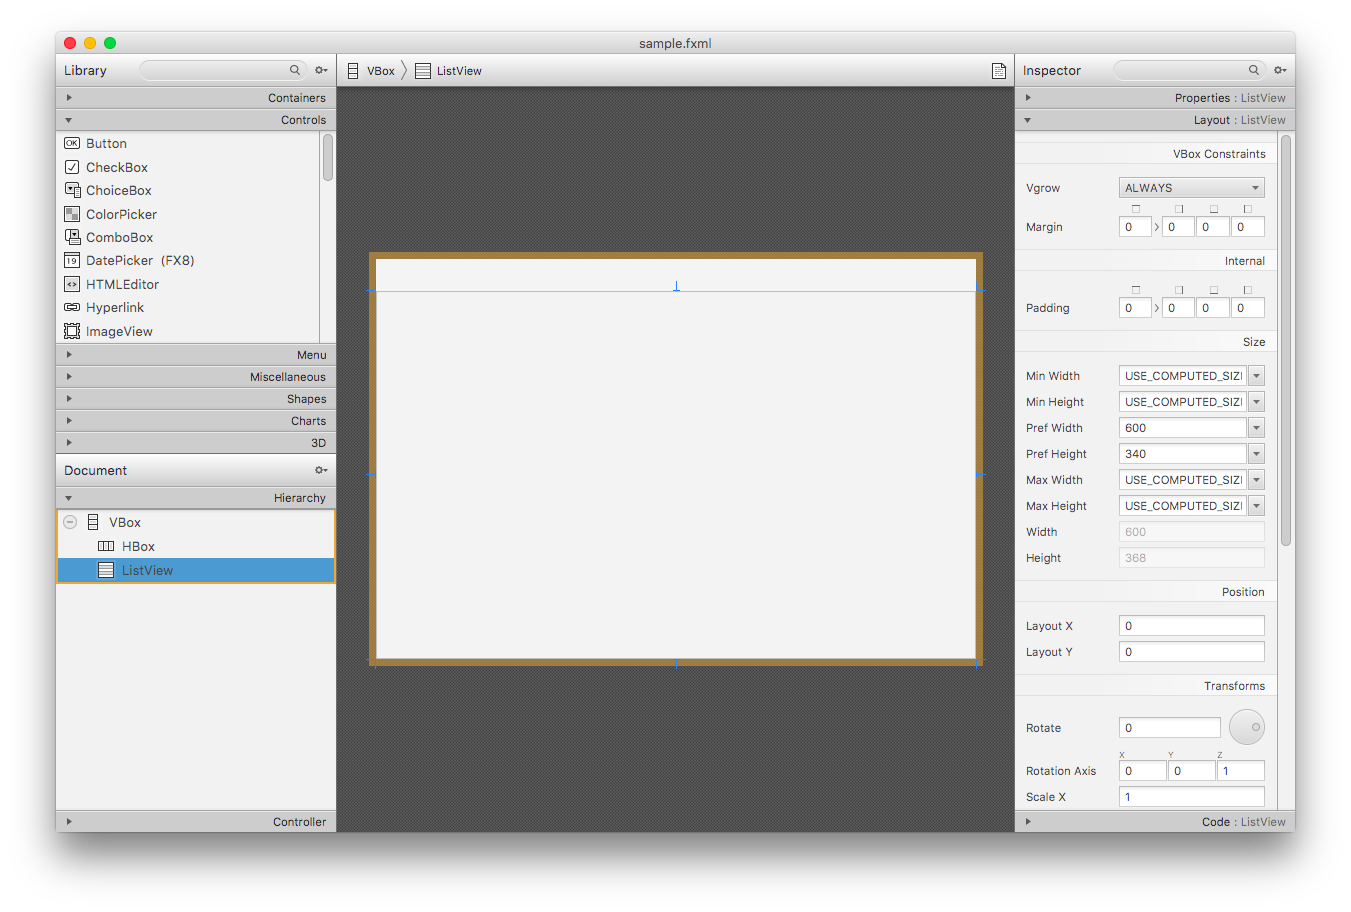 sample.fxml
Library
VBox
ListView
Inspector
Containers
Controls
OK Button
CheckBox
ChoiceBox
ColorPicker
ComboBox
19 DatePicker (FX8)
HTMLEditor
Hyperlink
ImageView
Menu
Miscellaneous
Shapes
Charts
3D
Document
Hierarchy
VBox
HBox
ListView
Controller
Properties : ListView
Layout : ListView
VBox Constraints
Vgrow ALWAYS
Margin 0 0 0 0
Internal
Padding 0 0 0 0
Size
Min Width USE_COMPUTED_SIZI
Min Height USE_COMPUTED_SIZI
Pref Width 600
Pref Height 340
Max Width USE_COMPUTED_SIZI
Max Height USE_COMPUTED_SIZI
Width 600
Height 368
Position
Layout X 0
Layout Y 0
Transforms
Rotate 0
X Y Z
Rotation Axis 0 0 1
Scale X 1
Code : ListView